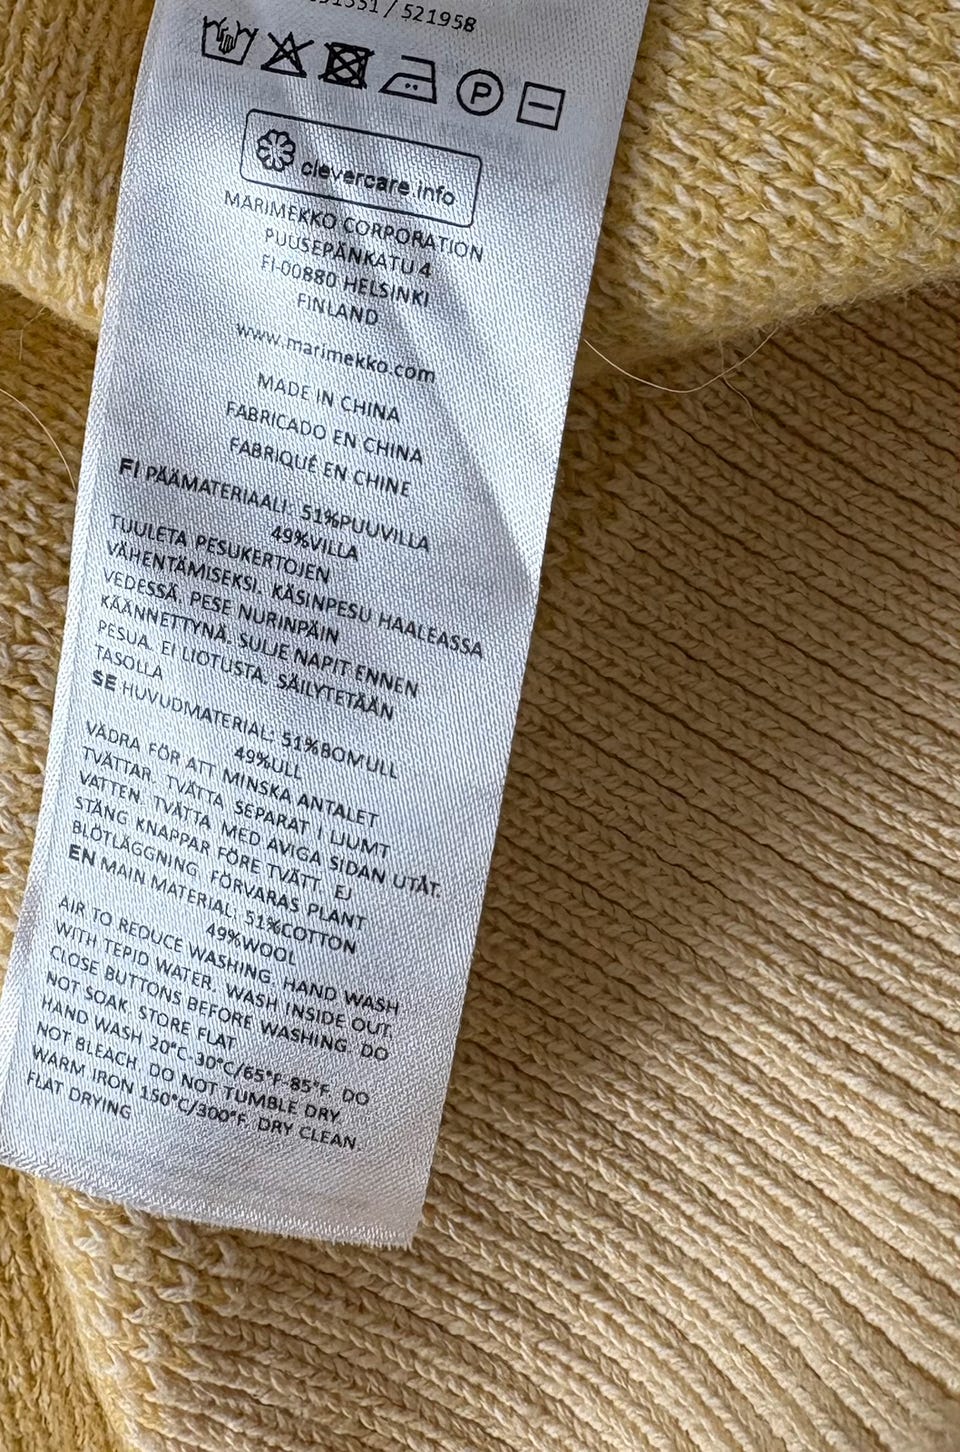 / 521958
P
clevercare.info
MARIMEKKO CORPORATION
PUUSEPÄNKATU 4
FI-00880 HELSINKI
FINLAND
www.marimekko.com
MADE IN CHINA
FABRICADO EN CHINA
FABRIQUÉ EN CHINE
FI PÄÄMATERIAALI: 51%PUUVILLA
49%VILLA
TUULETA PESUKERTOJEN
VÄHENTÄMISEKSI. KÄSINPESU HAALEASSA
VEDESSÄ. PESE NURINPÄIN
KÄÄNNETTYNÄ. SULJE NAPIT ENNEN
PESUA. EI LIOTUSTA. SÄILYTETÄÄN
TASOLLA
SE HUVUDMATERIAL: 51%BOMULL
49%ULL
VÄDRA FÖR ATT MINSKA ANTALET
TVÄTTAR. TVÄTTA SEPARAT I LJUMT
VATTEN. TVÄTTA MED AVIGA SIDAN UTÅT.
STÄNG KNAPPAR FÖRE TVÄTT. EJ
BLÖTLÄGGNING. FÖRVARAS PLANT
EN MAIN MATERIAL: 51%COTTON
49%WOOL
AIR TO REDUCE WASHING. HAND WASH
WITH TEPID WATER. WASH INSIDE OUT.
CLOSE BUTTONS BEFORE WASHING. DO
NOT SOAK. STORE FLAT
HAND WASH 20°C-30°C/65°F-85°F. DO
NOT BLEACH. DO NOT TUMBLE DRY.
WARM IRON 150°C/300°F. DRY CLEAN.
FLAT DRYING